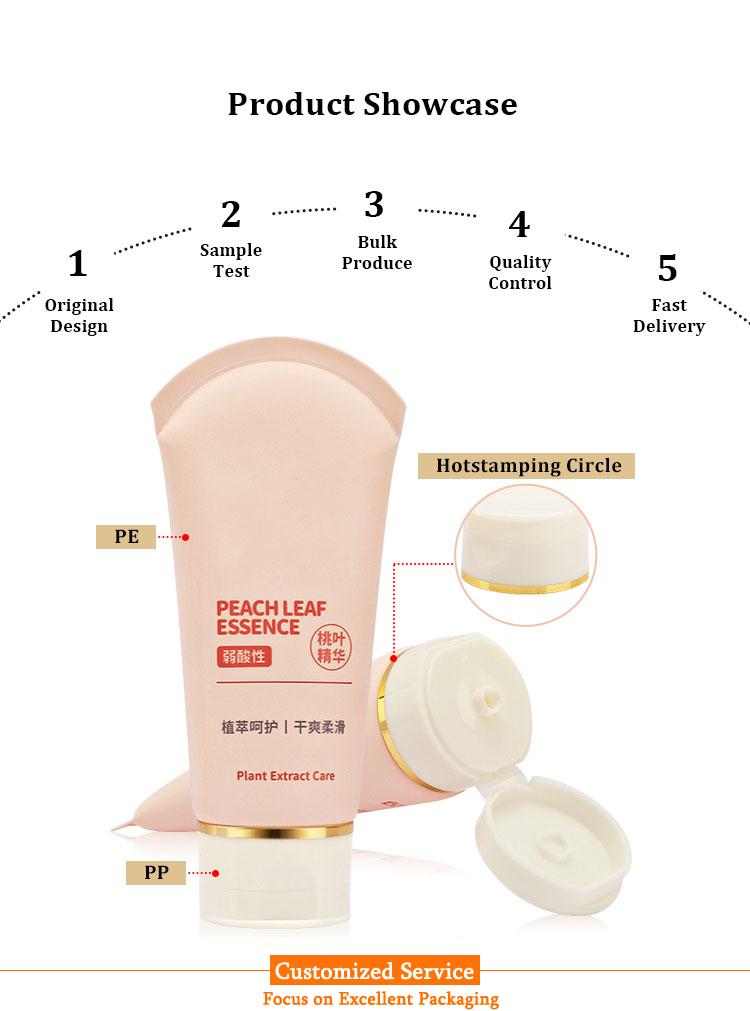 Product Showcase
1
Original
Design
2
Sample
Test
3
Bulk
Produce
4
Quality
Control
5
Fast
Delivery
Hotstamping Circle
PE
PEACH LEAF
ESSENCE
弱酸性
桃叶
精华
植萃呵护丨干爽柔滑
Plant Extract Care
PP
Customized Service
Focus on Excellent Packaging